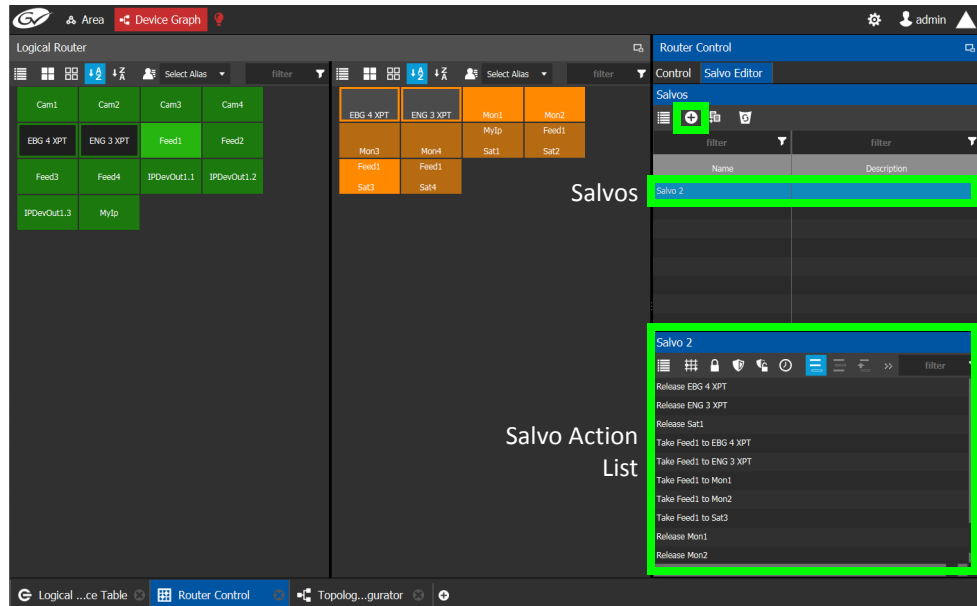 GV Area Device Graph admin
Logical Router
Router Control
Select Alias filter
Select Alias filter
Control Salvo Editor
Salvos
filter filter
Name Description
Salvo 2
Cam1 Cam2 Cam3 Cam4
EBG 4 XPT ENG 3 XPT Feed1 Feed2
Feed3 Feed4 IPDevOut1.1 IPDevOut1.2
IPDevOut1.3 MyIp
EBG 4 XPT ENG 3 XPT Mon1 Mon2
MyIp Feed1
Mon3 Mon4 Sat1 Sat2
Feed1 Feed1
Sat3 Sat4
Salvos
Salvo 2
filter
Release EBG 4 XPT
Release ENG 3 XPT
Release Sat1
Take Feed1 to EBG 4 XPT
Take Feed1 to ENG 3 XPT
Take Feed1 to Mon1
Take Feed1 to Mon2
Take Feed1 to Sat3
Release Mon1
Release Mon2
Salvo Action
List
Logical ...ce Table Router Control Topolog...gurator